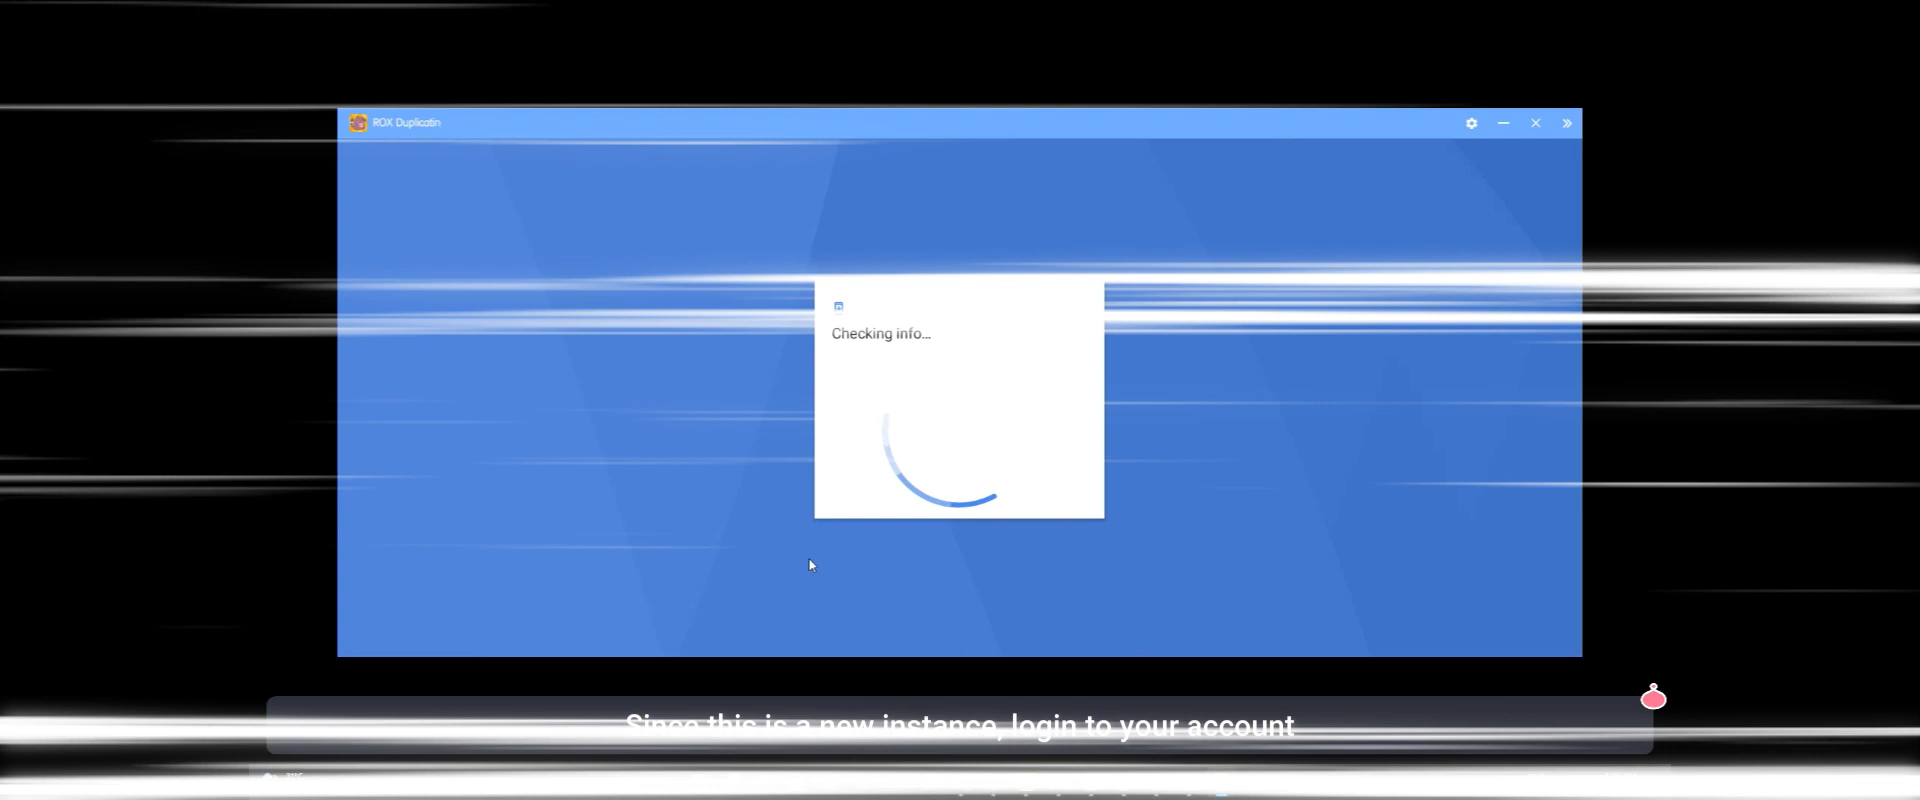 ROX Duplicatin
Checking info...
Since this is a new instance, login to your account